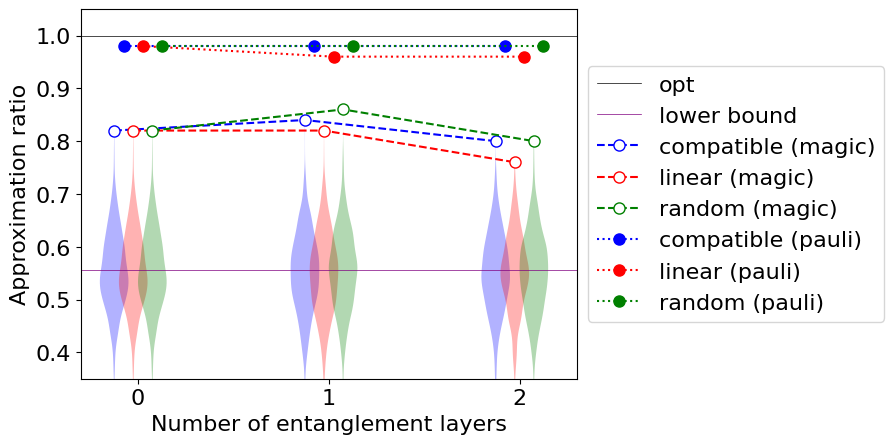 Approximation ratio
1.0
0.9
0.8
0.7
0.6
0.5
0.4
0
1
2
Number of entanglement layers
opt
lower bound
compatible (magic)
linear (magic)
random (magic)
compatible (pauli)
linear (pauli)
random (pauli)